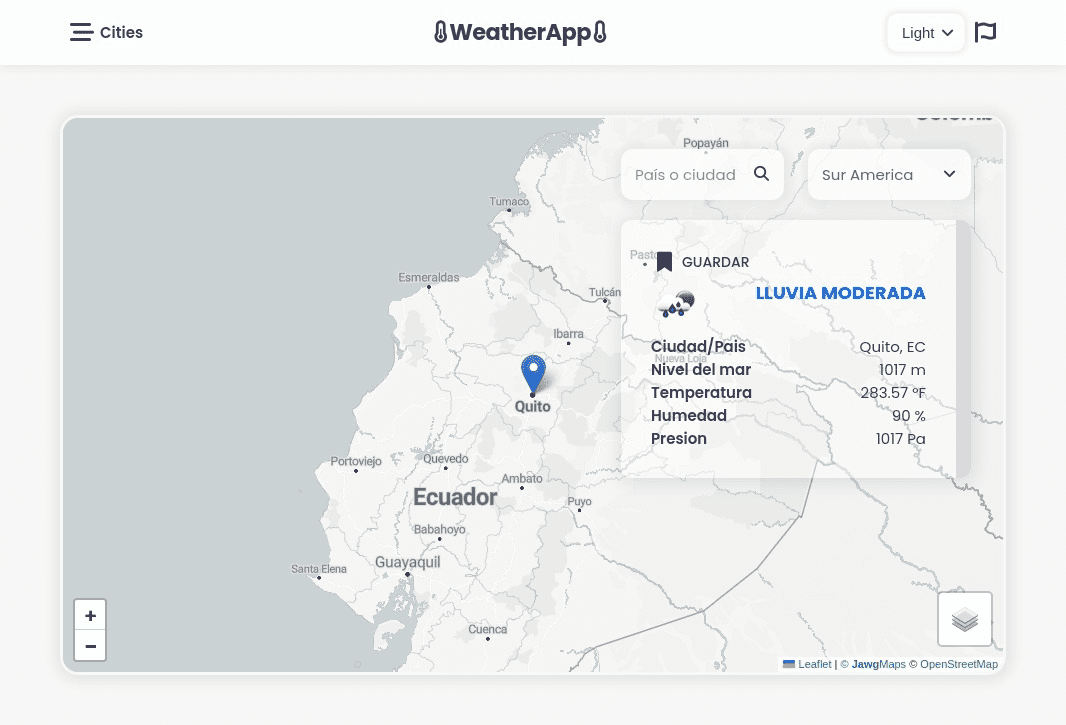 Cities
WeatherApp
Light
Popayán
País o ciudad
Sur America
Tumaco
Pasto
GUARDAR
Esmeraldas
Tulcán
LLUVIA MODERADA
Ibarra
Ciudad/Pais Quito, EC
Nueva Loja
Nivel del mar 1017 m
Temperatura 283.57 °F
Quito
Humedad 90 %
Presion 1017 Pa
Portoviejo
Quevedo
Ambato
Ecuador
Puyo
Babahoyo
Guayaquil
Santa Elena
+
Cuenca
−
Leaflet | © JawgMaps © OpenStreetMap